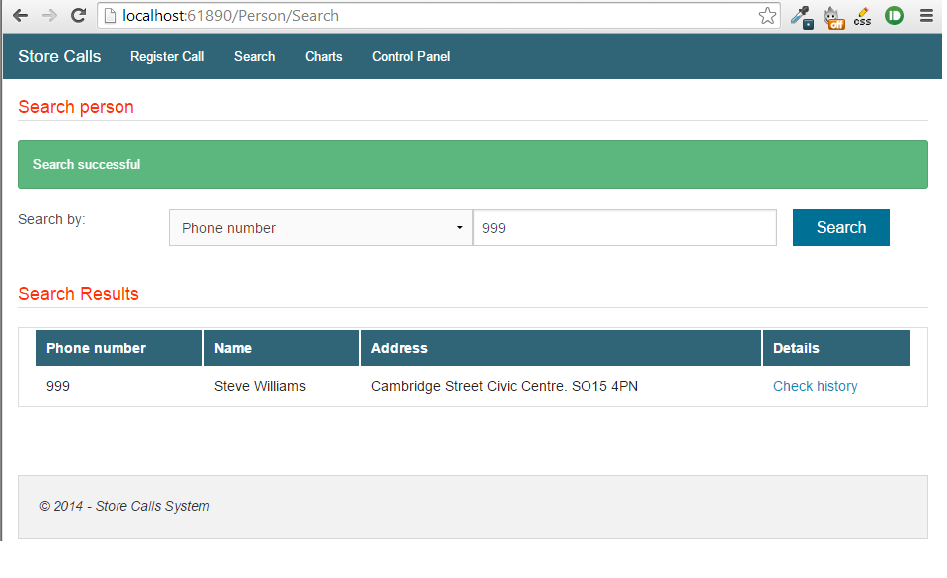 localhost:61890/Person/Search
off
css
Store Calls Register Call Search Charts Control Panel
Search person
Search successful
Search by: Phone number 999 Search
Search Results
Phone number Name Address Details
999 Steve Williams Cambridge Street Civic Centre. SO15 4PN Check history
© 2014 - Store Calls System